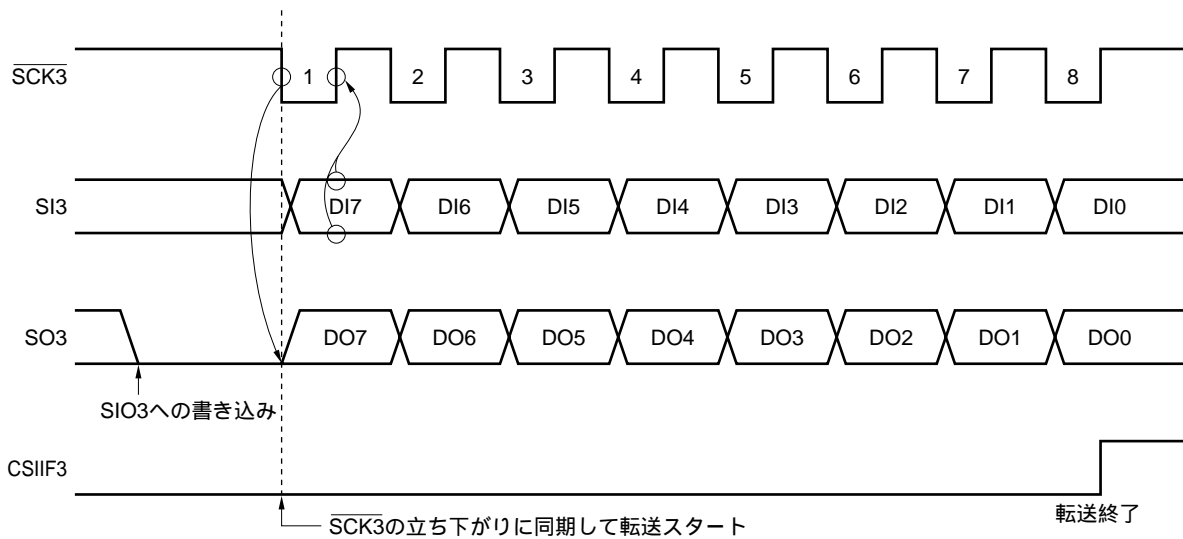 SCK3
1 2 3 4 5 6 7 8
SI3
DI7 DI6 DI5 DI4 DI3 DI2 DI1 DI0
SO3
DO7 DO6 DO5 DO4 DO3 DO2 DO1 DO0
SIO3への書き込み
CSIIF3
SCK3の立ち下がりに同期して転送スタート
転送終了